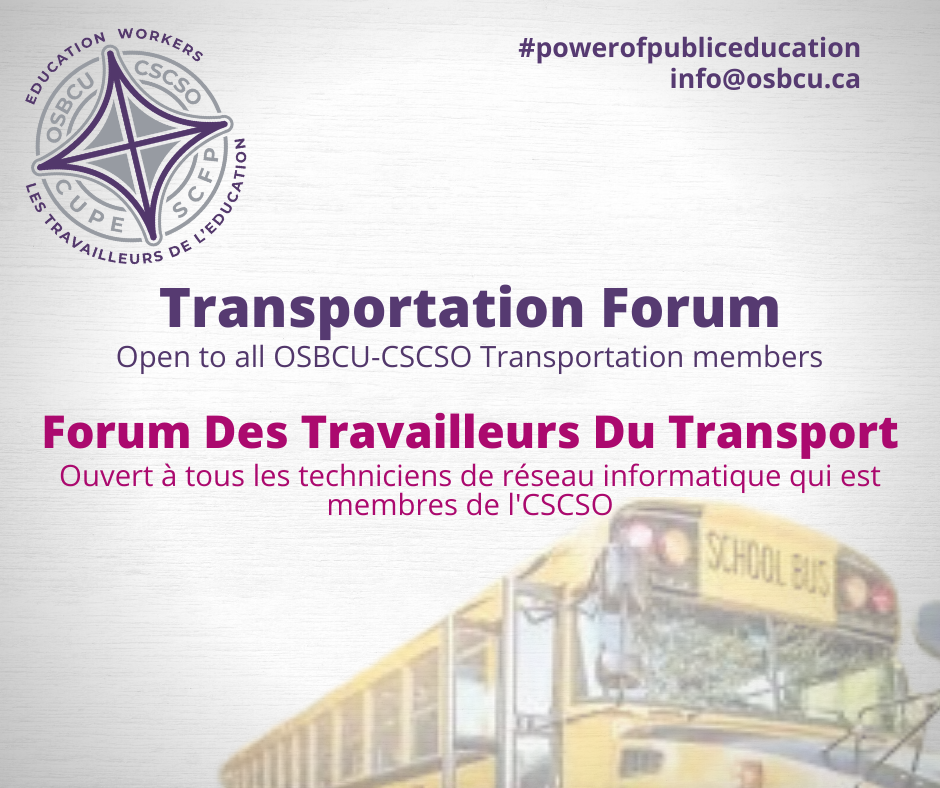 EDUCATION WORKERS
OSBCU
CSCSO
CUPE
SCFP
LES TRAVAILLEURS DE L'EDUCATION
#powerofpubliceducation
info@osbcu.ca
Transportation Forum
Open to all OSBCU-CSCSO Transportation members
Forum Des Travailleurs Du Transport
Ouvert à tous les techniciens de réseau informatique qui est
membres de l'CSCSO
SCHOOL BUS